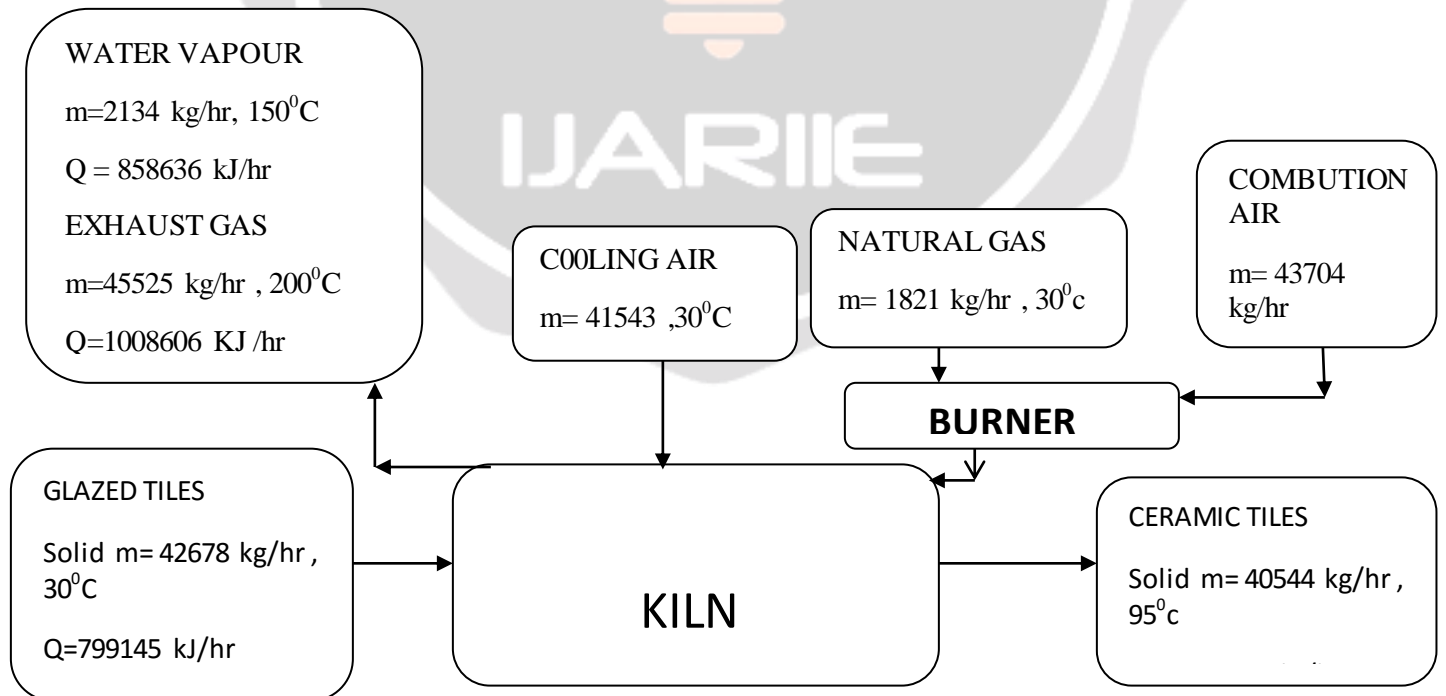 WATER VAPOUR
m=2134 kg/hr, 150⁰C
Q = 858636 kJ/hr
EXHAUST GAS
m=45525 kg/hr , 200⁰C
Q=1008606 KJ /hr
IJARIIE
C00LING AIR
m= 41543 ,30⁰C
NATURAL GAS
m= 1821 kg/hr , 30⁰c
COMBUTION
AIR
m= 43704
kg/hr
BURNER
GLAZED TILES
Solid m= 42678 kg/hr ,
30⁰C
Q=799145 kJ/hr
KILN
CERAMIC TILES
Solid m= 40544 kg/hr ,
95⁰c